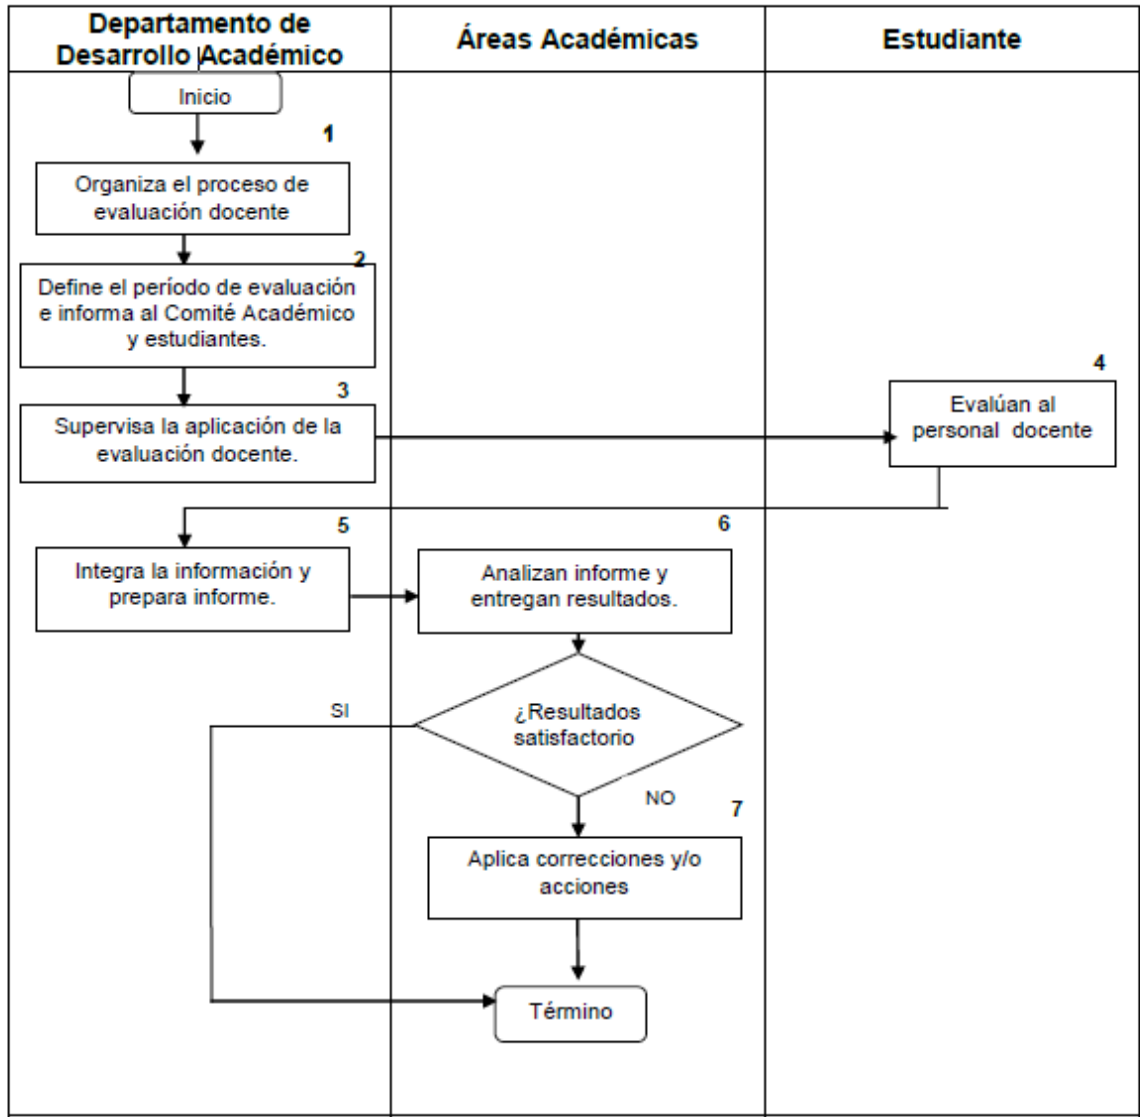 Departamento de
Desarrollo Académico
Áreas Académicas
Estudiante
Inicio
1
Organiza el proceso de
evaluación docente
2
Define el período de evaluación
e informa al Comité Académico
y estudiantes.
3
Supervisa la aplicación de la
evaluación docente.
4
Evalúan al
personal docente
5
Integra la información y
prepara informe.
6
Analizan informe y
entregan resultados.
¿Resultados
satisfactorio
SI
NO
7
Aplica correcciones y/o
acciones
Término